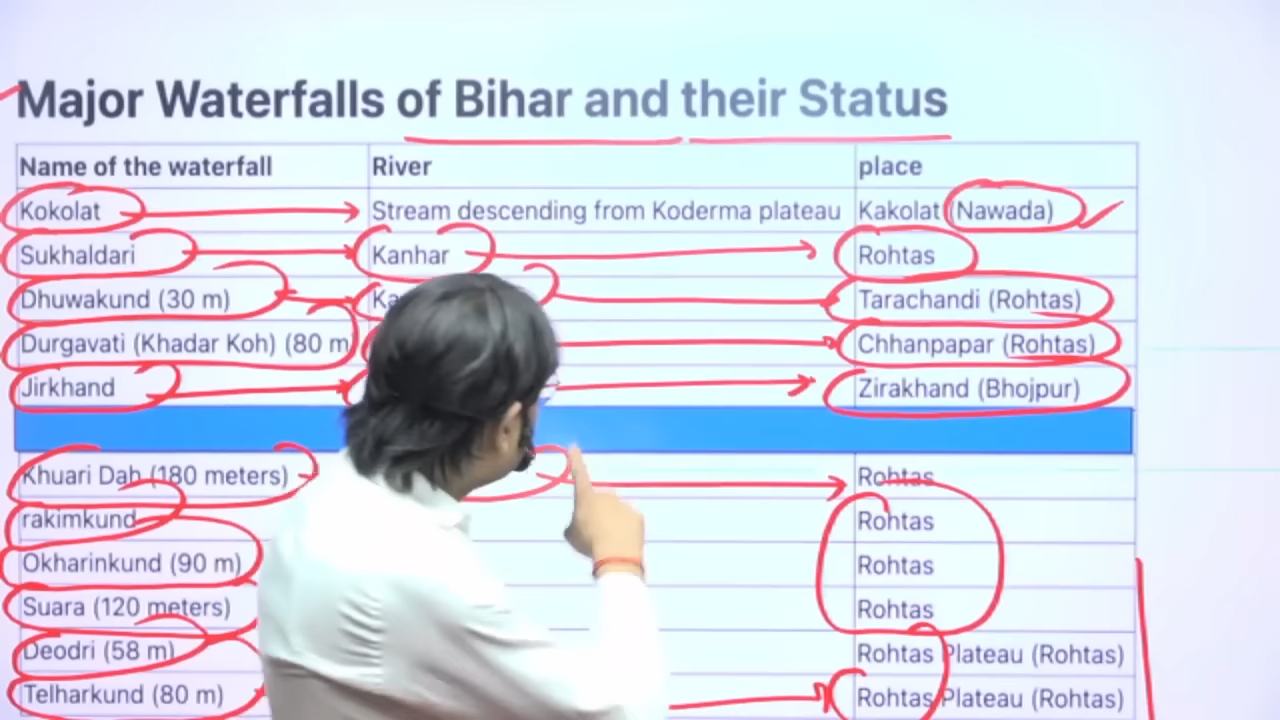 Major Waterfalls of Bihar and their Status
Name of the waterfall River place
Kokolat Stream descending from Koderma plateau Kakolat (Nawada)
Sukhaldari Kanhar Rohtas
Dhuwakund (30 m) Tarachandi (Rohtas)
Durgavati (Khadar Koh) (80 m Chhanpapar (Rohtas)
Jirkhand Zirakhand (Bhojpur)
Khuari Dah (180 meters) Rohtas
rakimkund Rohtas
Okharinkund (90 m) Rohtas
Suara (120 meters) Rohtas
Deodri (58 m) Rohtas Plateau (Rohtas)
Telharkund (80 m) Rohtas Plateau (Rohtas)